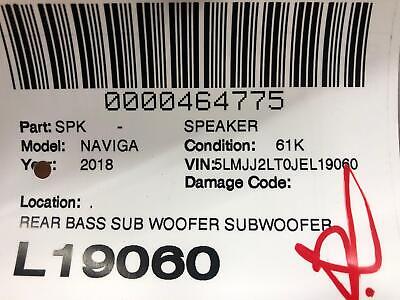 0000464775
Part: SPK - SPEAKER
Model: NAVIGA Condition: 61K
Year: 2018 VIN:5LMJJ2LT0JEL19060
Damage Code:
Location: .
REAR BASS SUB WOOFER SUBWOOFER
L19060